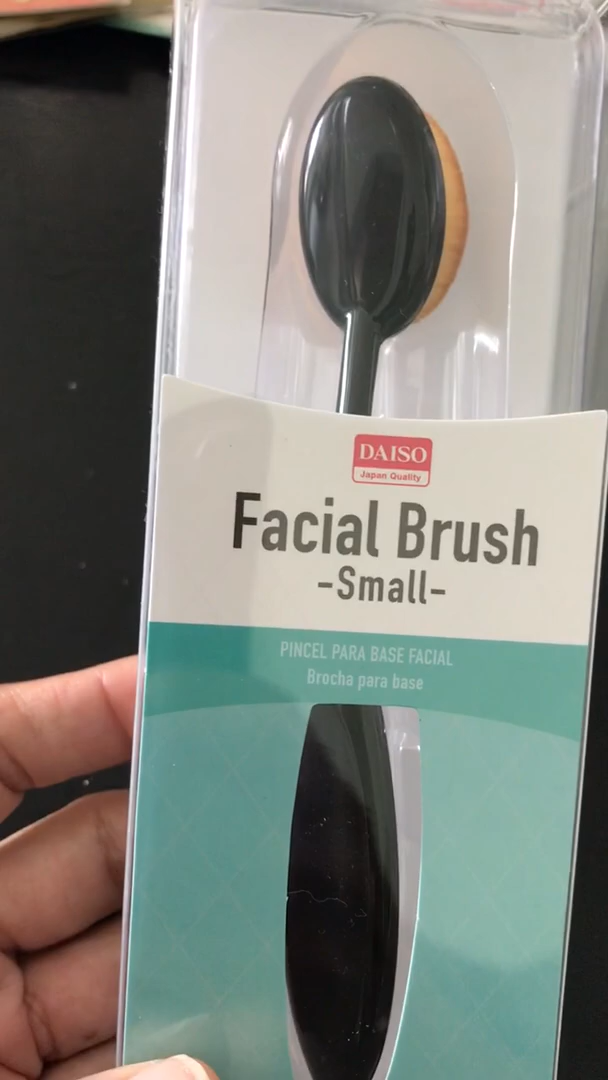 DAISO
Japan Quality
Facial Brush
-Small-
PINCEL PARA BASE FACIAL
Brocha para base